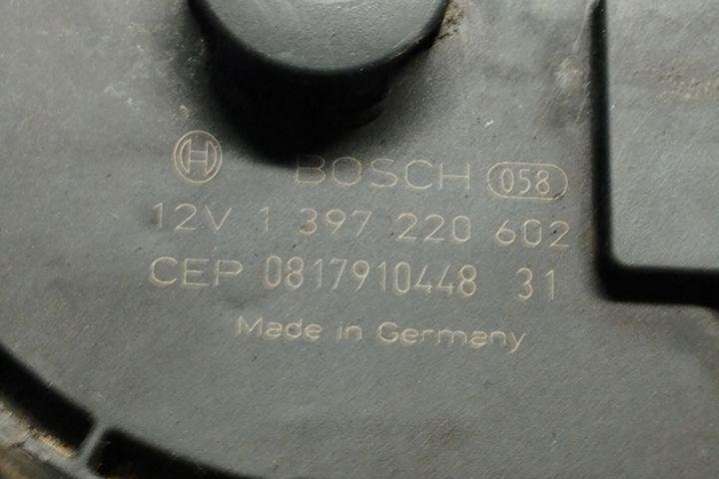 BOSCH 058
12V 1 397 220 602
CEP 0817910448 31
Made in Germany